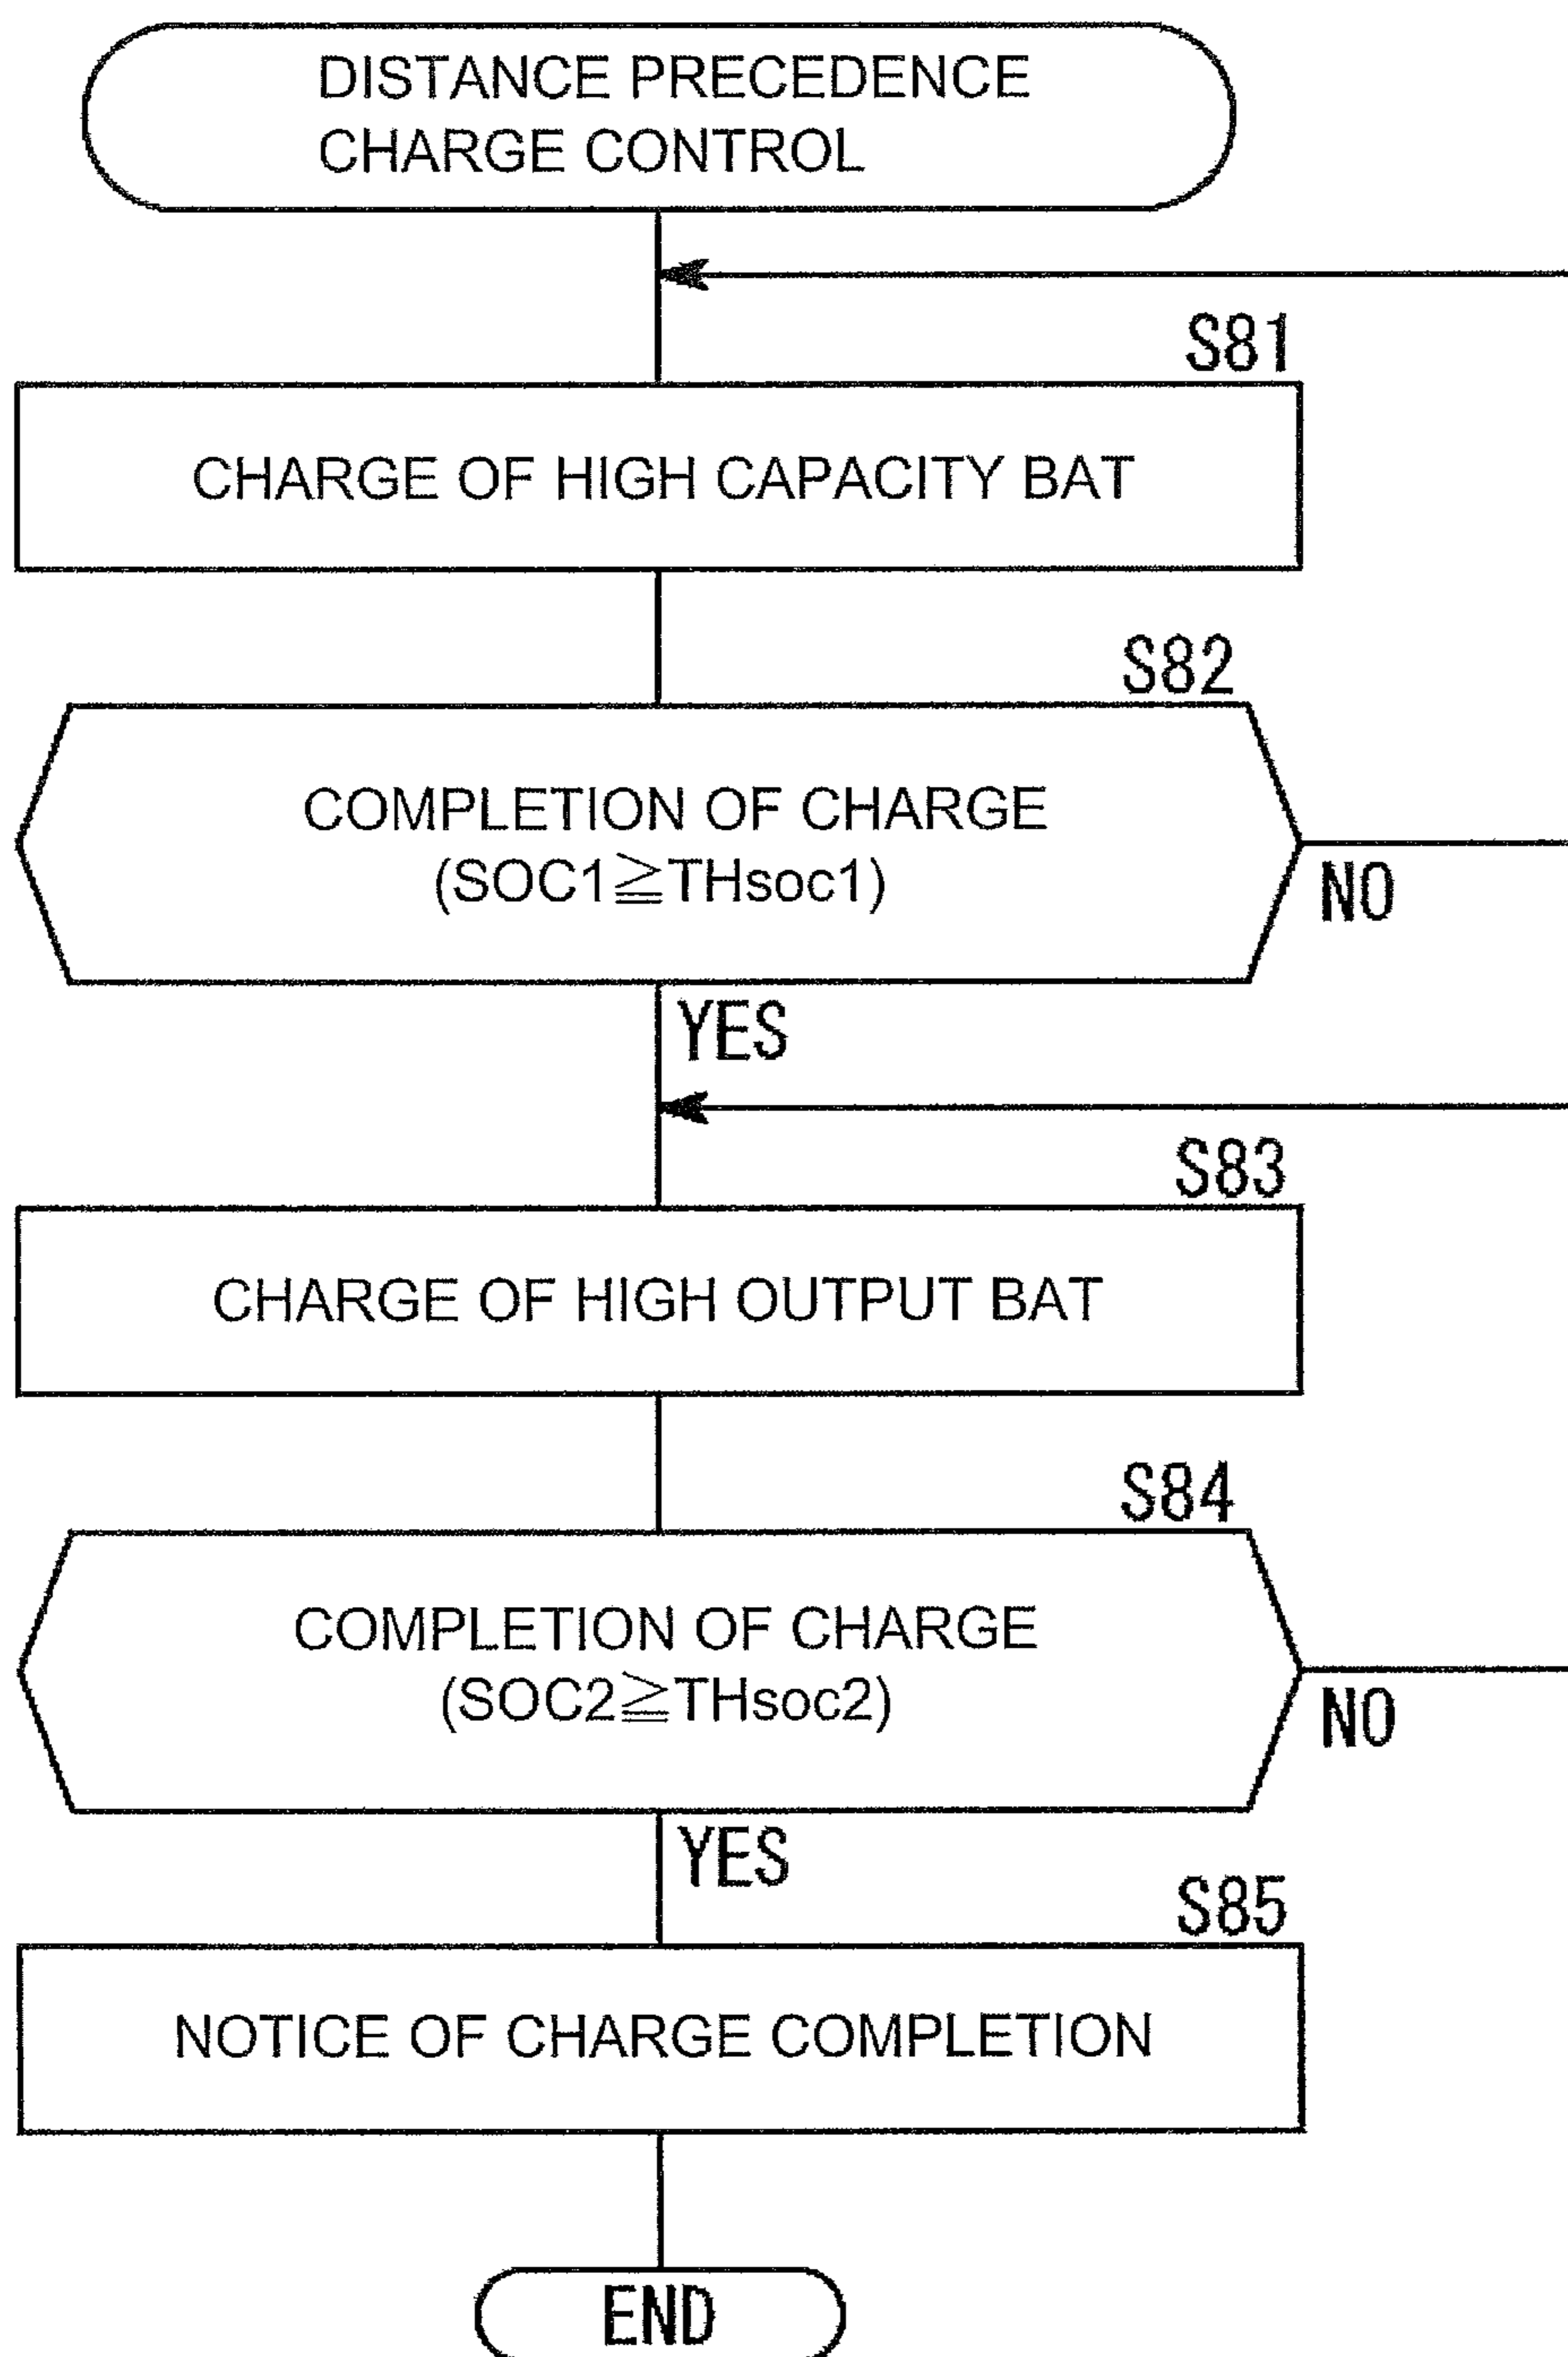 DISTANCE PRECEDENCE
CHARGE CONTROL
S81
CHARGE OF HIGH CAPACITY BAT
S82
COMPLETION OF CHARGE
(SOC1≧THsoc1)
NO
YES
S83
CHARGE OF HIGH OUTPUT BAT
S84
COMPLETION OF CHARGE
(SOC2≧THsoc2)
NO
YES
S85
NOTICE OF CHARGE COMPLETION
END